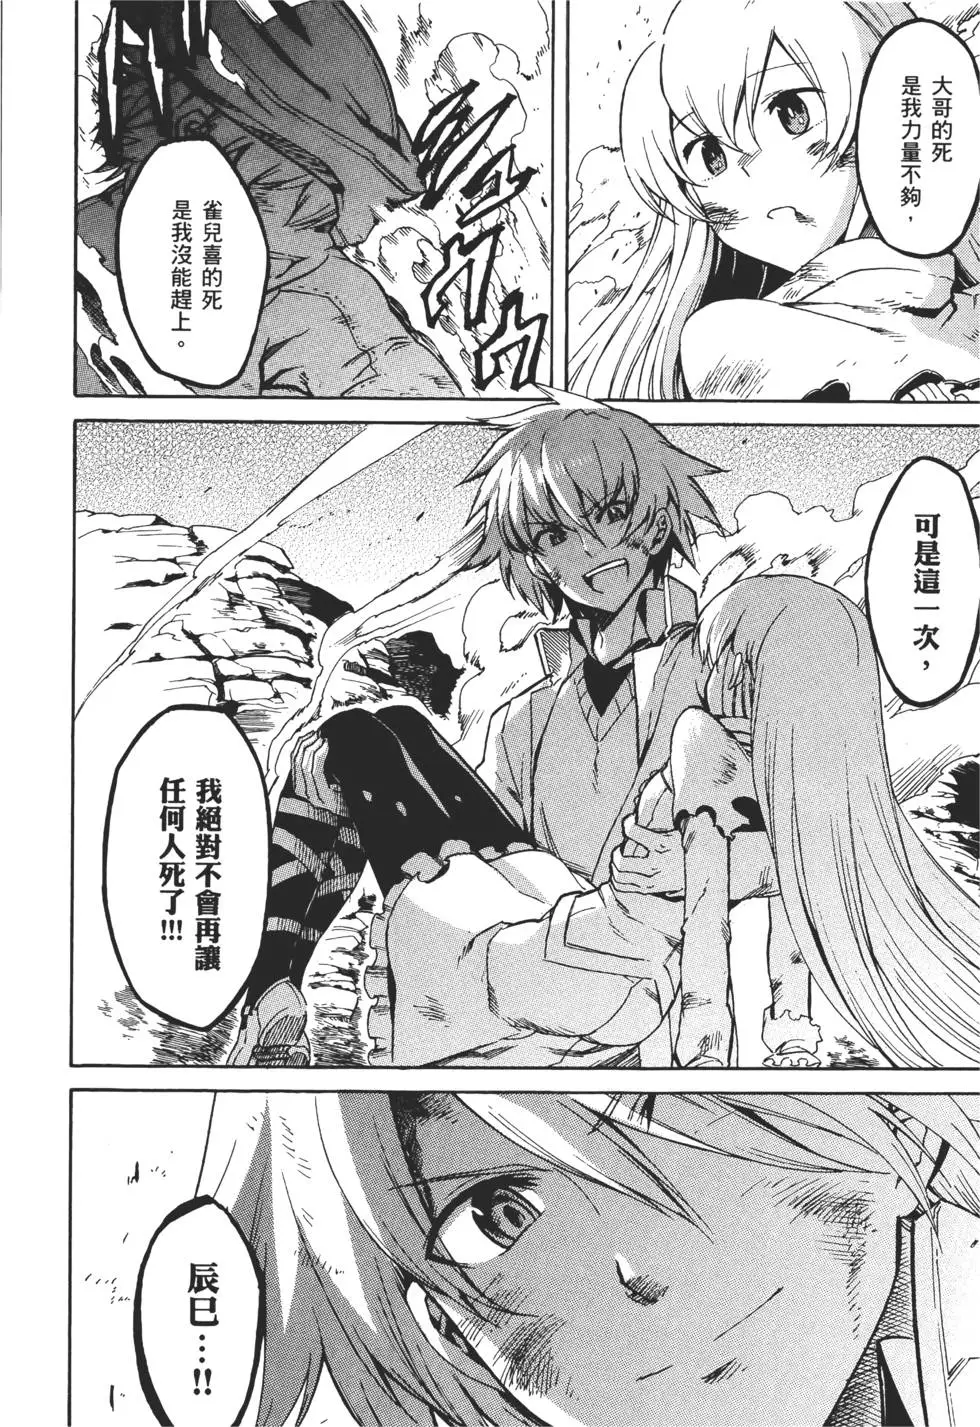 大哥的死
是我力量不夠，
雀兒喜的死
是我沒能趕上。
可是這一次，
我絕對不會再讓
任何人死了!!!
辰巳…!!